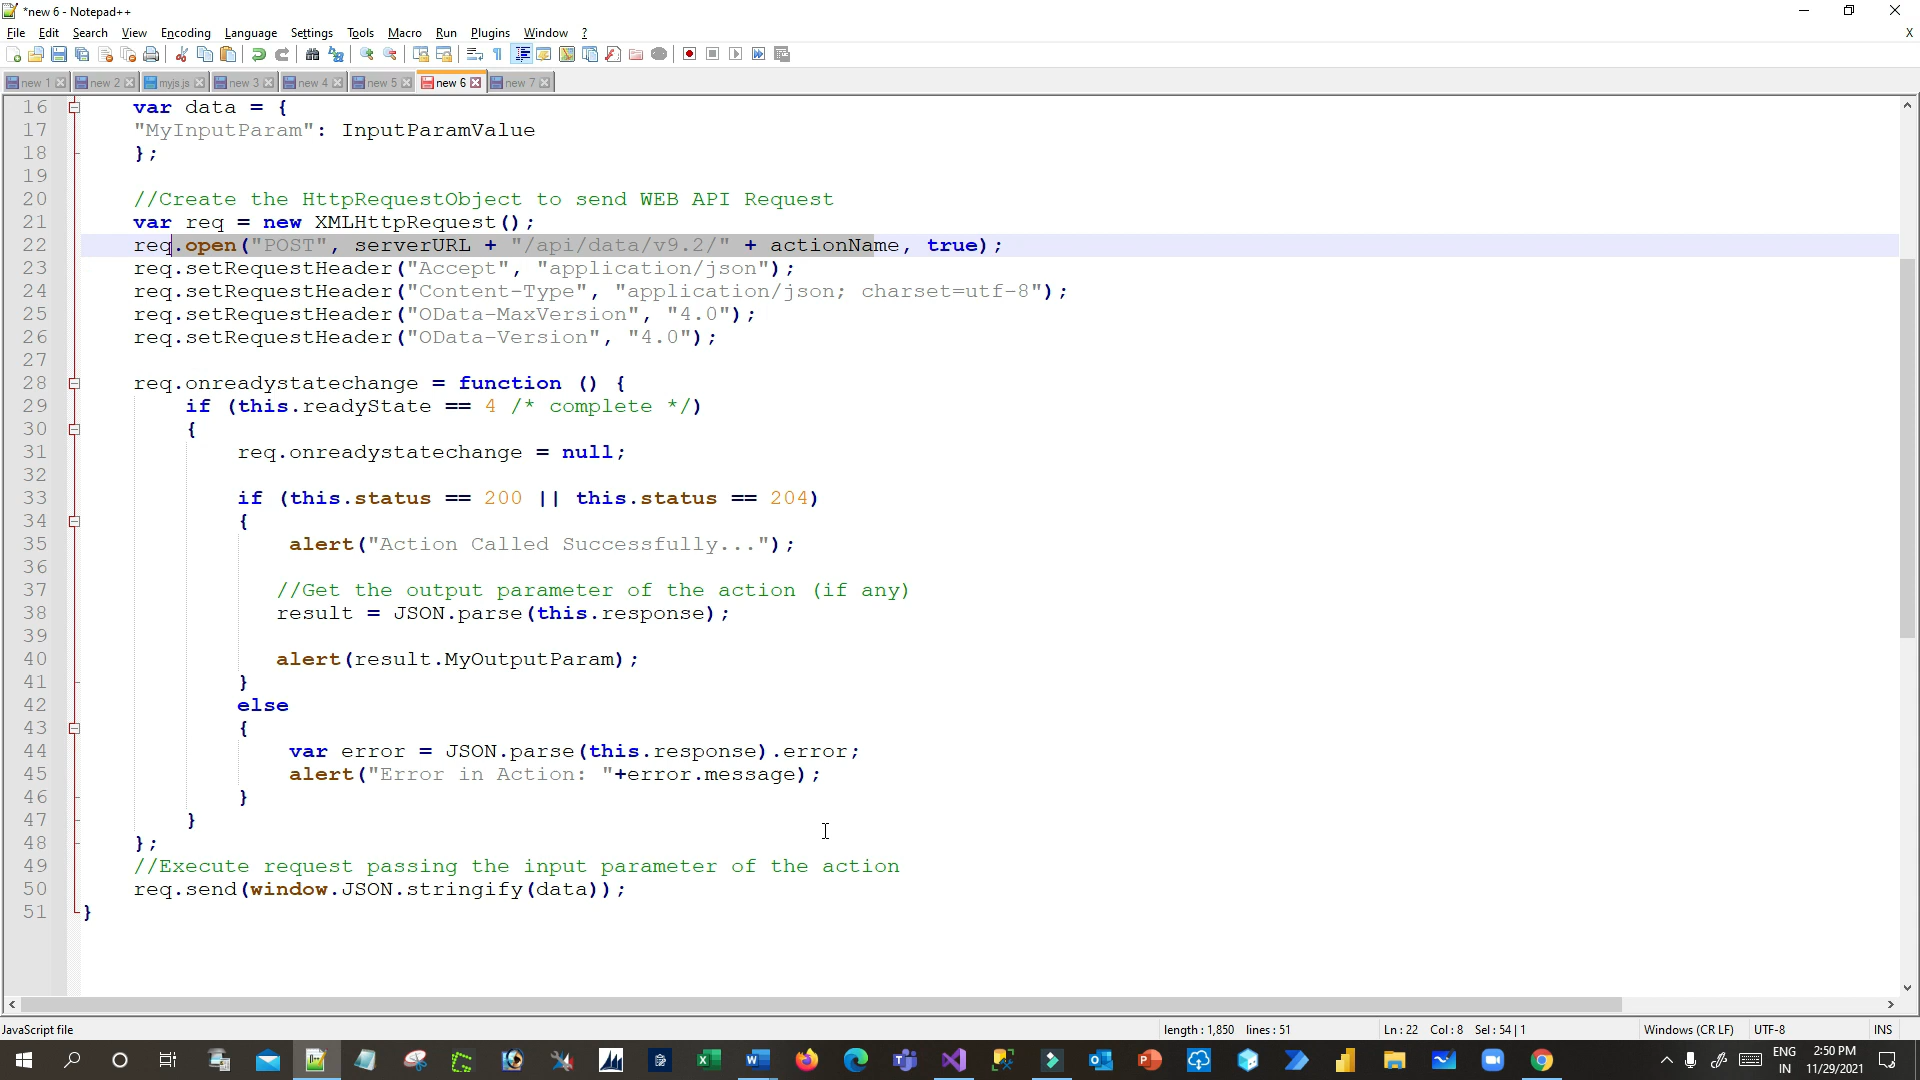 *new 6 - Notepad++
File Edit Search View Encoding Language Settings Tools Macro Run Plugins Window ? X
new 1 new 2 myjs.js new 3 new 4 new 5 new 6 new 7
16 var data = {
17 "MyInputParam": InputParamValue
18 };
19
20 //Create the HttpRequestObject to send WEB API Request
21 var req = new XMLHttpRequest();
22 req.open("POST", serverURL + "/api/data/v9.2/" + actionName, true);
23 req.setRequestHeader("Accept", "application/json");
24 req.setRequestHeader("Content-Type", "application/json; charset=utf-8");
25 req.setRequestHeader("OData-MaxVersion", "4.0");
26 req.setRequestHeader("OData-Version", "4.0");
27
28 req.onreadystatechange = function () {
29 if (this.readyState == 4 /* complete */)
30 {
31 req.onreadystatechange = null;
32
33 if (this.status == 200 || this.status == 204)
34 {
35 alert("Action Called Successfully...");
36
37 //Get the output parameter of the action (if any)
38 result = JSON.parse(this.response);
39
40 alert(result.MyOutputParam);
41 }
42 else
43 {
44 var error = JSON.parse(this.response).error;
45 alert("Error in Action: "+error.message);
46 }
47 }
48 };
49 //Execute request passing the input parameter of the action
50 req.send(window.JSON.stringify(data));
51 }
JavaScript file length : 1,850 lines : 51 Ln : 22 Col : 8 Sel : 54 | 1 Windows (CR LF) UTF-8 INS
ENG 2:50 PM
IN 11/29/2021